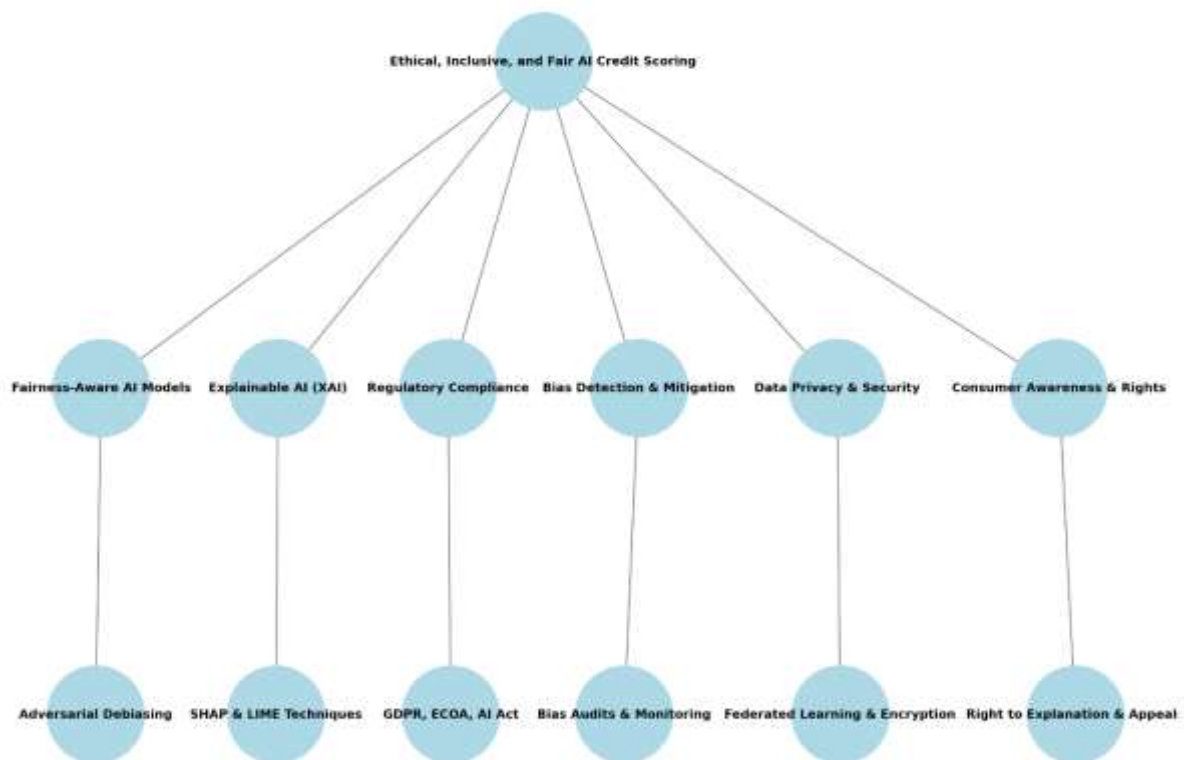 Ethical, Inclusive, and Fair AI Credit Scoring
Fairness-Aware AI Models
Explainable AI (XAI)
Regulatory Compliance
Bias Detection & Mitigation
Data Privacy & Security
Consumer Awareness & Rights
Adversarial Debiasing
SHAP & LIME Techniques
GDPR, ECOA, AI Act
Bias Audits & Monitoring
Federated Learning & Encryption
Right to Explanation & Appeal